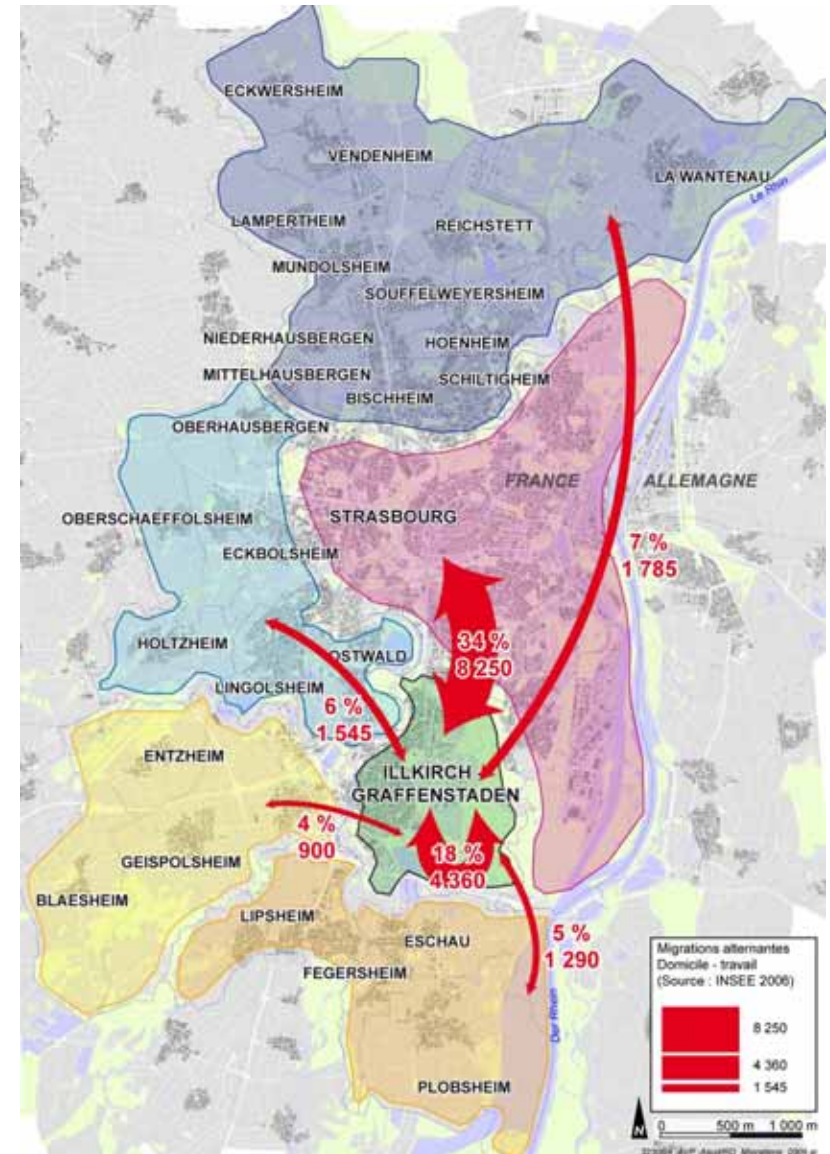 ECKWERSHEIM
VENDENHEIM
LA WANTENAU
Le Rhin
LAMPERTHEIM
REICHSTETT
MUNDOLSHEIM
SOUFFELWEYERSHEIM
NIEDERHAUSBERGEN
HOENHEIM
MITTELHAUSBERGEN
SCHILTIGHEIM
BISCHHEIM
OBERHAUSBERGEN
FRANCE
ALLEMAGNE
OBERSCHAEFFOLSHEIM
STRASBOURG
ECKBOLSHEIM
7 %
1 785
HOLTZHEIM
OSTWALD
34 %
8 250
LINGOLSHEIM
6 %
1.545
ENTZHEIM
ILLKIRCH -
GRAFFENSTADEN
4 %
900
GEISPOLSHEIM
18 %
4.360
BLAESHEIM
LIPSHEIM
ESCHAU
5 %
1 290
FEGERSHEIM
Der Rhein
PLOBSHEIM
Migrations alternantes
Domicile - travail
(Source : INSEE 2006)
8 250
4 360
1 545
N
0 500 m 1 000 m